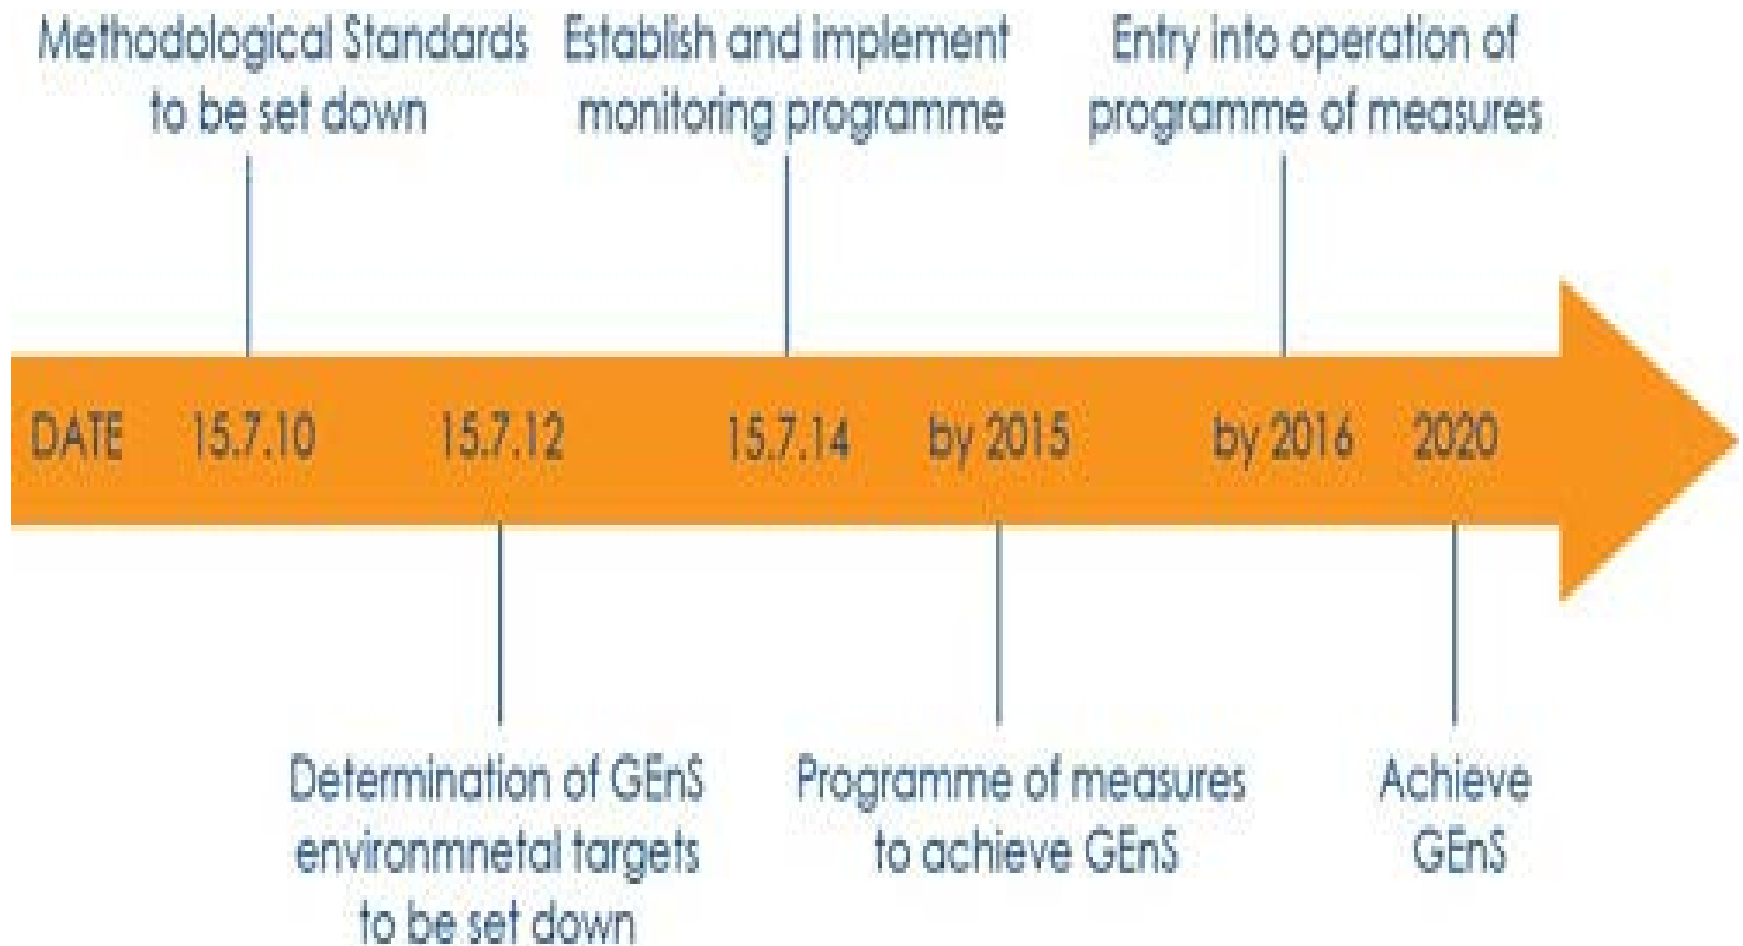 Methodological Standards
to be set down
Establish and implement
monitoring programme
Entry into operation of
programme of measures
DATE 15.7.10 15.7.12 15.7.14 by 2015 by 2016 2020
Determination of GEnS
environmnetal targets
to be set down
Programme of measures
to achieve GEnS
Achieve
GEnS